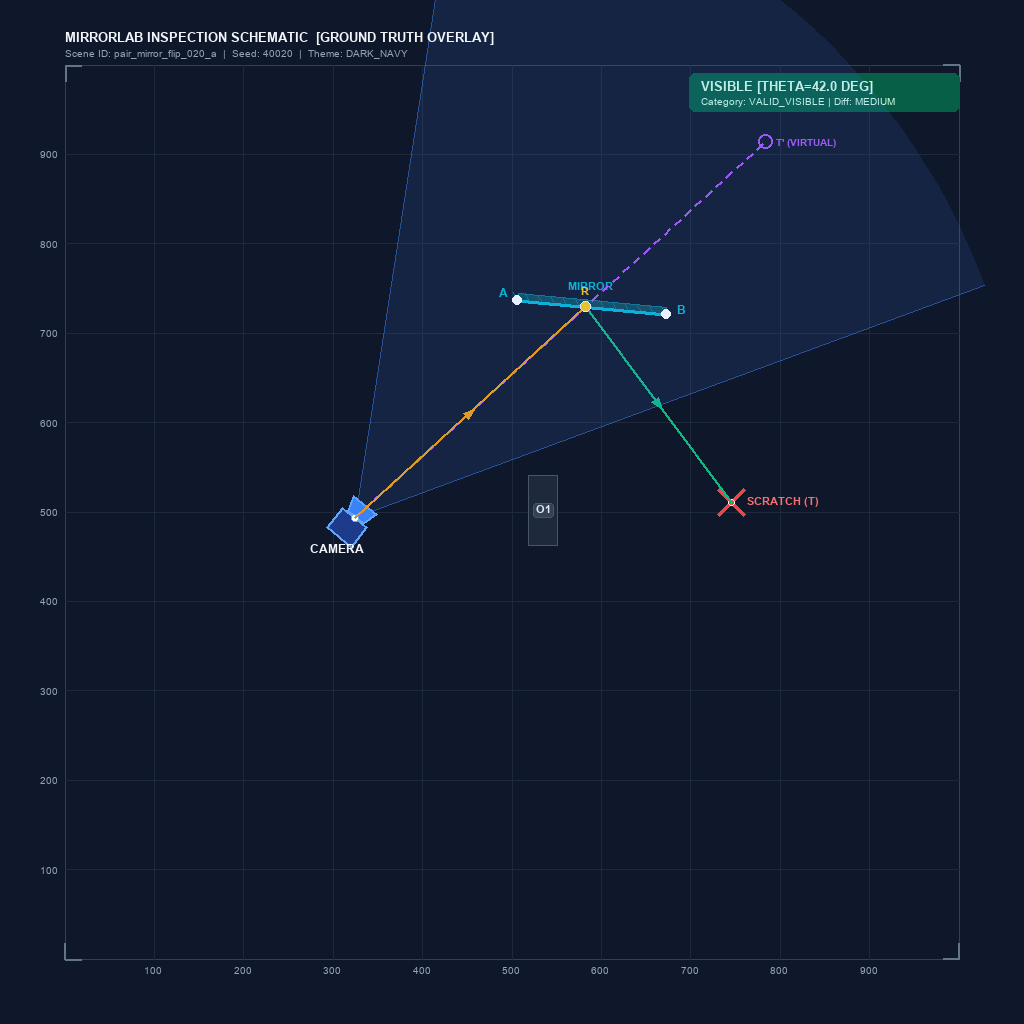 MIRRORLAB INSPECTION SCHEMATIC [GROUND TRUTH OVERLAY]
Scene ID: pair_mirror_flip_020_a | Seed: 40020 | Theme: DARK_NAVY
VISIBLE [THETA=42.0 DEG]
Category: VALID_VISIBLE | Diff: MEDIUM
T' (VIRTUAL)
MIRROR
A
R
B
O1
SCRATCH (T)
CAMERA
900
800
700
600
500
400
300
200
100
100 200 300 400 500 600 700 800 900